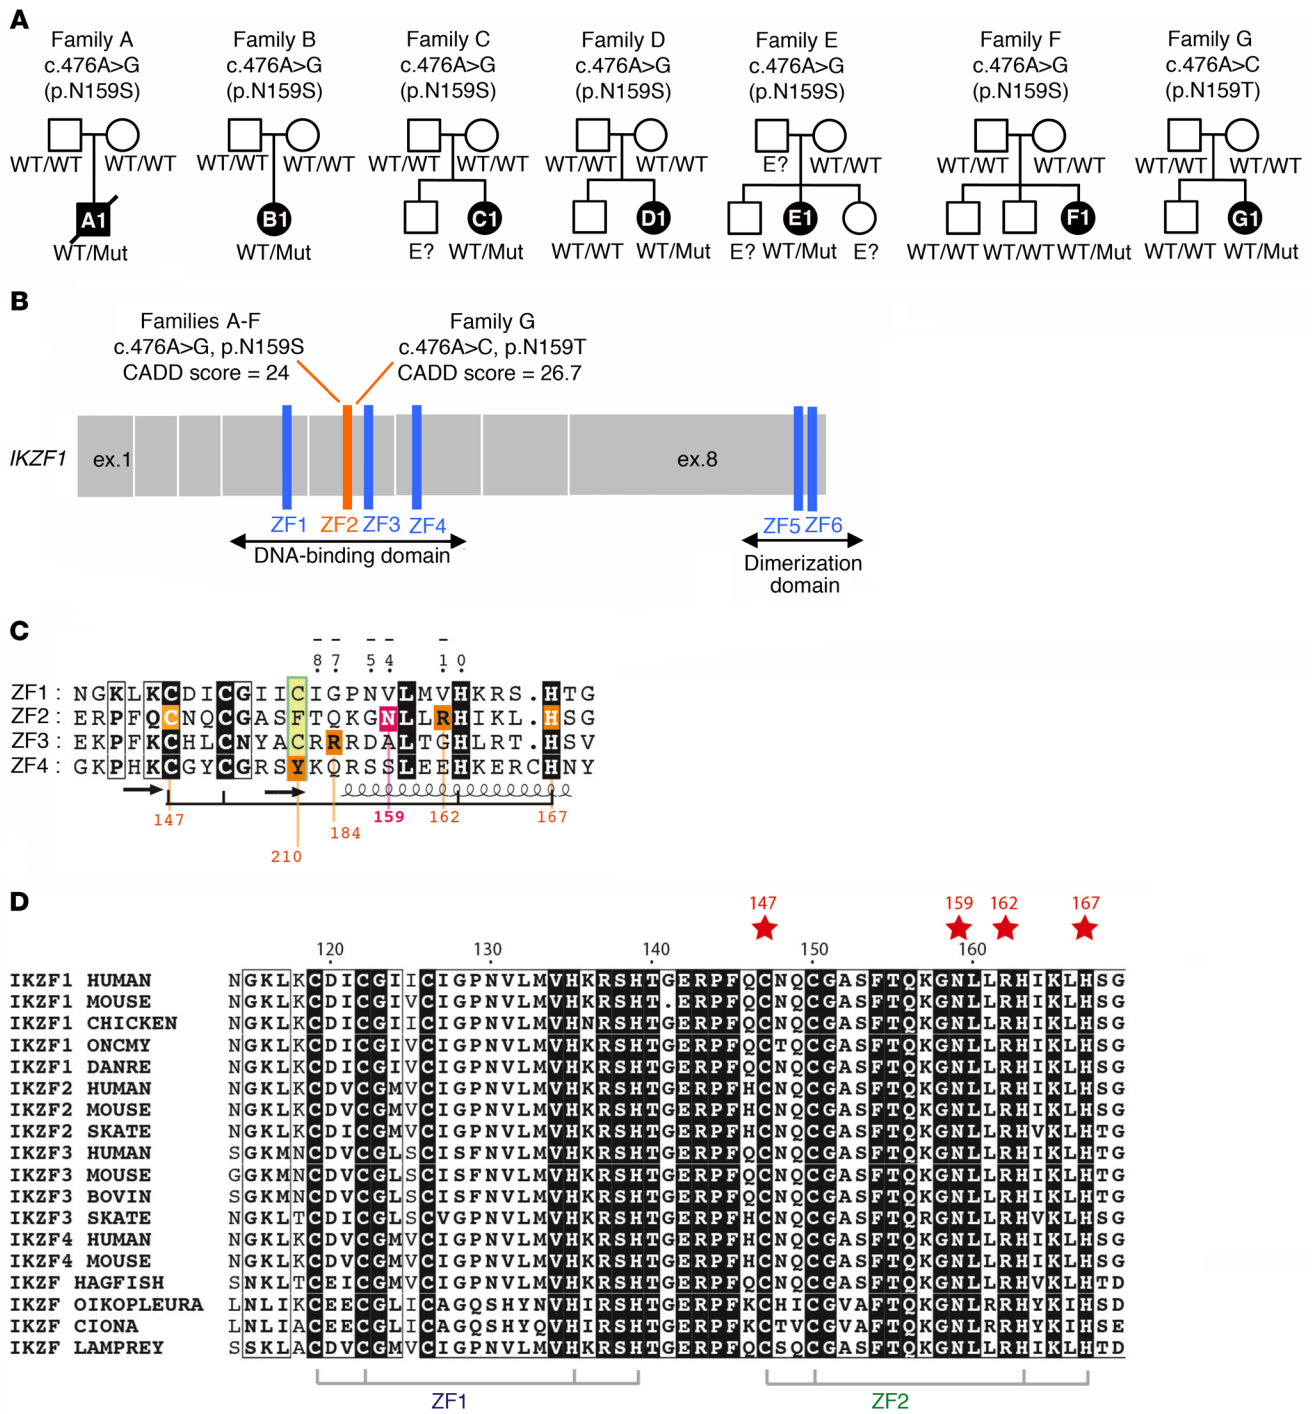 A
Family A
c.476A>G
(p.N159S)
Family B
c.476A>G
(p.N159S)
Family C
c.476A>G
(p.N159S)
Family D
c.476A>G
(p.N159S)
Family E
c.476A>G
(p.N159S)
Family F
c.476A>G
(p.N159S)
Family G
c.476A>C
(p.N159T)
WT/WT WT/WT WT/WT WT/WT WT/WT WT/WT WT/WT WT/WT E? WT/WT WT/WT WT/WT WT/WT WT/WT
A1 B1 C1 D1 E1 F1 G1
WT/Mut WT/Mut E? WT/Mut WT/WT WT/Mut E? WT/Mut E? WT/WT WT/WT WT/Mut WT/WT WT/Mut
B
Families A-F
c.476A>G, p.N159S
CADD score = 24
Family G
c.476A>C, p.N159T
CADD score = 26.7
IKZF1 ex.1 ex.8
ZF1 ZF2 ZF3 ZF4 ZF5 ZF6
DNA-binding domain
Dimerization
domain
C
- - - - -
8 7 5 4 1 0
ZF1 : NGKLKCDICGIICIGPNVLMVHKRS.HTG
ZF2 : ERPFQCNQCGASFTQKGNLLRHIKL.HSG
ZF3 : EKPFKCHLCNYACRRRDALTGHLRT.HSV
ZF4 : GKPHKCGYCGRSYKQRSSLEEHKERCHNY
147 159 162 167
184
210
D
147 159 162 167
120 130 140 150 160
IKZF1 HUMAN NGKLKCDICGIICIGPNVLMVHKRSHTGERPFQCNQCGASFTQKGNLLRHIKLHSG
IKZF1 MOUSE NGKLKCDICGIICIGPNVLMVHKRSHT.ERPFQCNQCGASFTQKGNLLRHIKLHSG
IKZF1 CHICKEN NGKLKCDICGIICIGPNVLMVHNRSHTGERPFQCNQCGASFTQKGNLLRHIKLHSG
IKZF1 ONCMY NGKLKCDICGIVCIGPNVLMVHKRSHTGERPFQCTQCGASFTQKGNLLRHIKLHSG
IKZF1 DANRE NGKLKCDICGIVCIGPNVLMVHKRSHTGERPFQCNQCGASFTQKGNLLRHIKLHSG
IKZF2 HUMAN NGKLKCDVCGMVCIGPNVLMVHKRSHTGERPFHCNQCGASFTQKGNLLRHIKLHSG
IKZF2 MOUSE NGKLKCDVCGMVCIGPNVLMVHKRSHTGERPFHCNQCGASFTQKGNLLRHIKLHSG
IKZF2 SKATE NGKLKCDICGMVCIGPNVLMVHKRSHTGERPFHCNQCGASFTQKGNLLRHVKLHTG
IKZF3 HUMAN SGKMNCDVCGLSCISFNVLMVHKRSHTGERPFQCNQCGASFTQKGNLLRHIKLHTG
IKZF3 MOUSE GGKMNCDVCGLSCISFNVLMVHKRSHTGERPFQCNQCGASFTQKGNLLRHIKLHTG
IKZF3 BOVIN SGKMNCDVCGLSCISFNVLMVHKRSHTGERPFQCNQCGASFTQKGNLLRHIKLHTG
IKZF3 SKATE NGKLTCDICGLSCVGPNVLMVHKRSHTGERPFHCNQCGASFTQRGNLLRHVKLHSG
IKZF4 HUMAN NGKLKCDVCGMVCIGPNVLMVHKRSHTGERPFHCNQCGASFTQKGNLLRHIKLHSG
IKZF4 MOUSE NGKLKCDVCGMVCIGPNVLMVHKRSHTGERPFHCNQCGASFTQKGNLLRHIKLHSG
IKZF HAGFISH SNKLTCEICGMVCIGPNVLMVHKRSHTGERPFQCNQCGASFTQKGNLLRHVKLHTD
IKZF OIKOPLEURA LNLIKCEECGLICAGQSHYNVHIRSHTGERPFKCHICGVAFTQKGNLRRHYKIHSD
IKZF CIONA LNLIACEECGLICAGQSHYQVHIRSHTGERPFKCTVCGVAFTQKGNLRRHYKIHSE
IKZF LAMPREY SSKLACDVCGMVCIGPNVLMVHKRSHTGERPFQCSQCGASFTQKGNLLRHIKLHTD
ZF1 ZF2